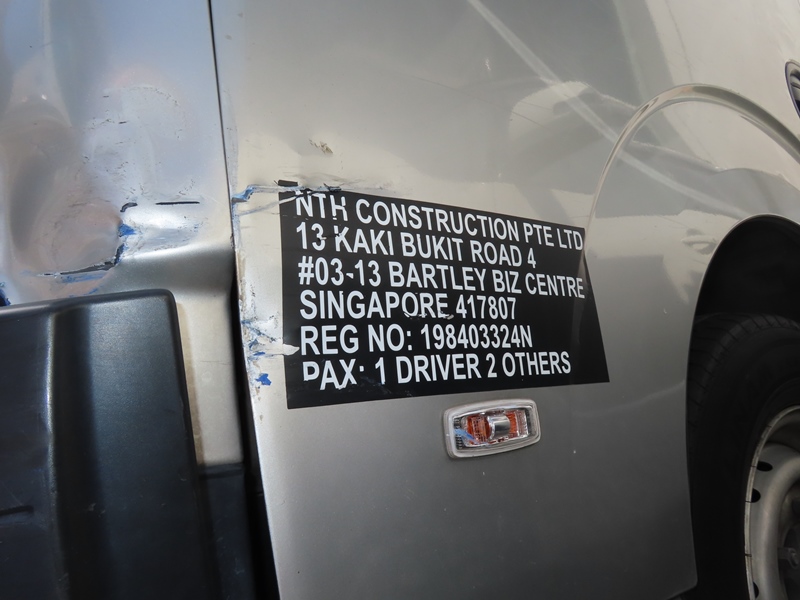 NTH CONSTRUCTION PTE LTD
13 KAKI BUKIT ROAD 4
#03-13 BARTLEY BIZ CENTRE
SINGAPORE 417807
REG NO: 198403324N
PAX: 1 DRIVER 2 OTHERS